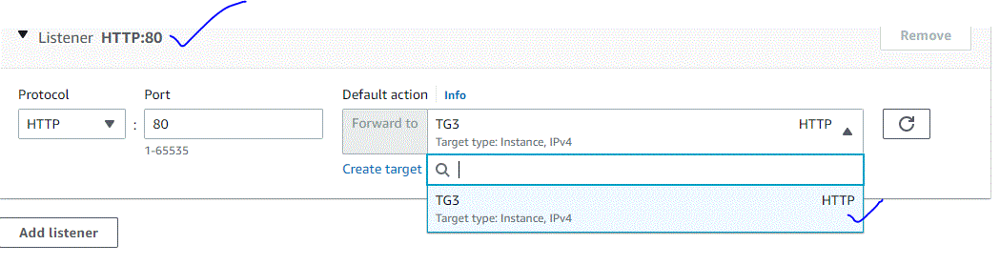 Listener HTTP:80
Remove
Protocol
Port
Default action
Info
HTTP
:
80
1-65535
Forward to
TG3
HTTP
Target type: Instance, IPv4
Create target
TG3
HTTP
Target type: Instance, IPv4
Add listener